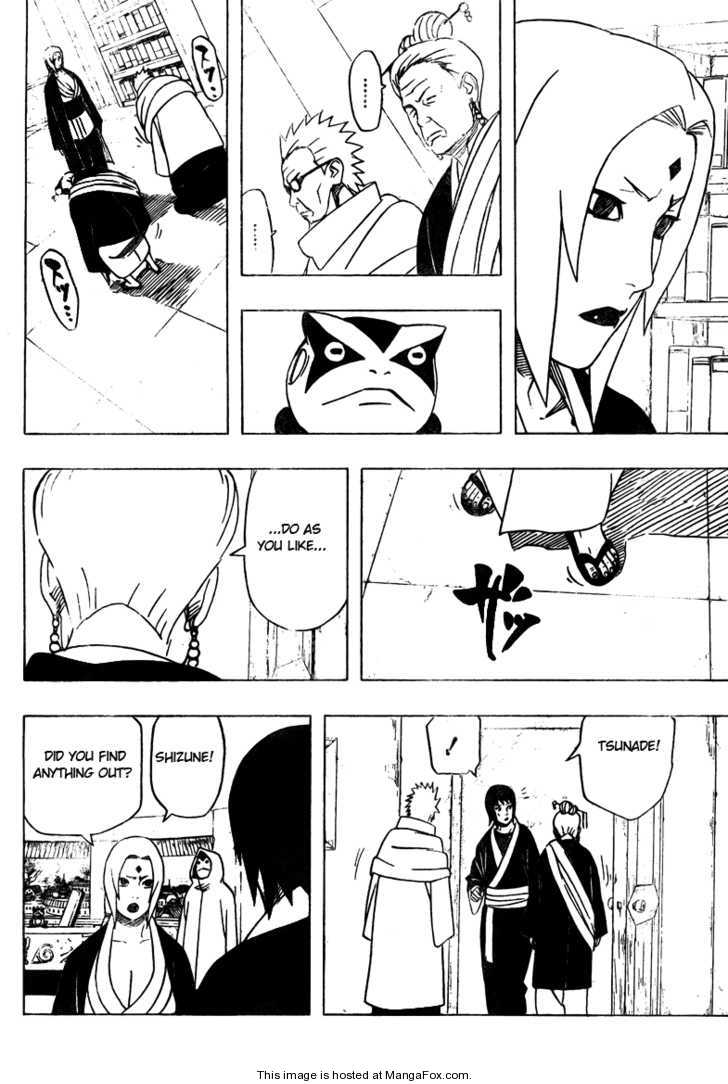 ......
......
スッ…
スッ…
ザッ
...DO AS
YOU LIKE...
TSUNADE!
!
SHIZUNE!
DID YOU FIND
ANYTHING OUT?
This image is hosted at MangaFox.com.